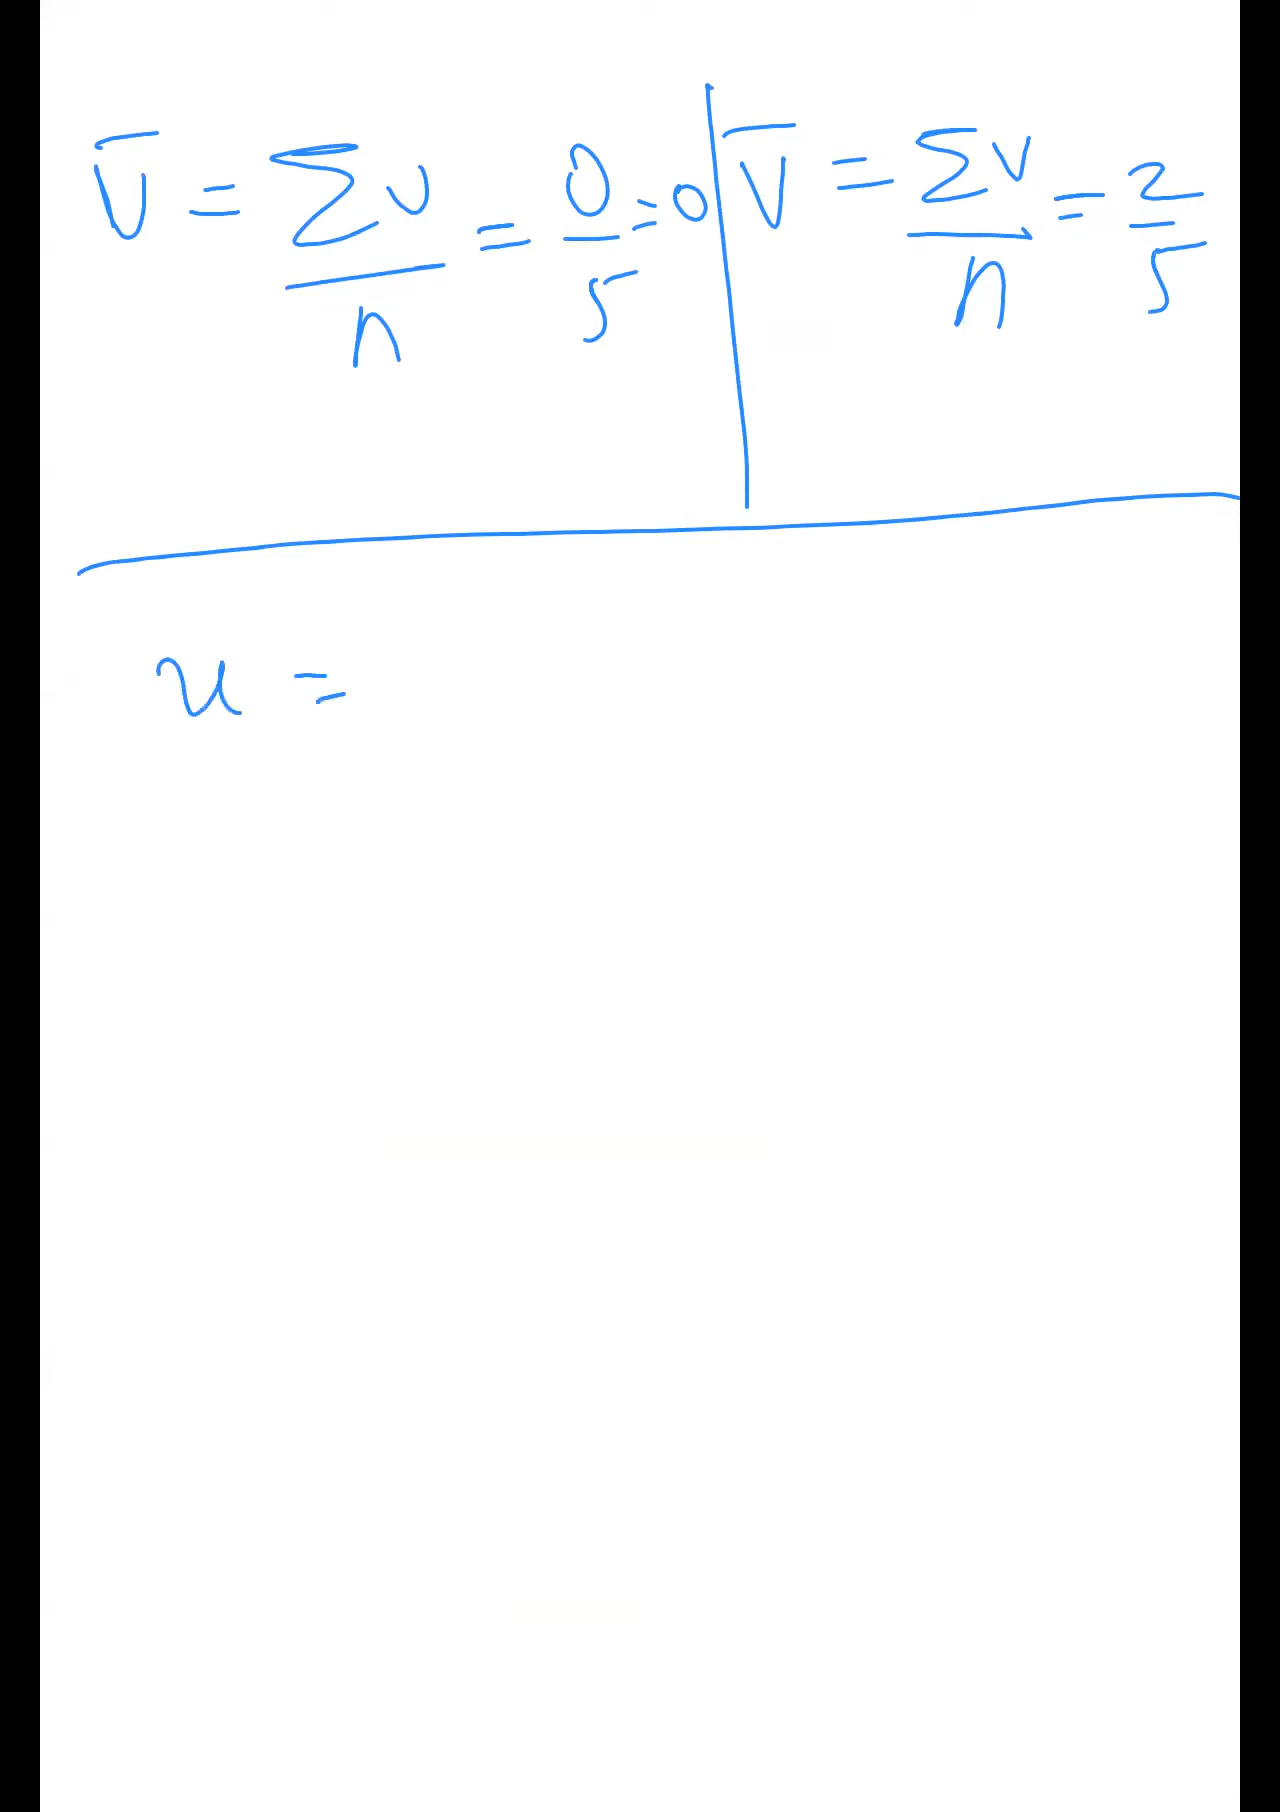 V̅ = Σv/n = 0/5 = 0 | V̅ = Σv/n = 2/5
u =